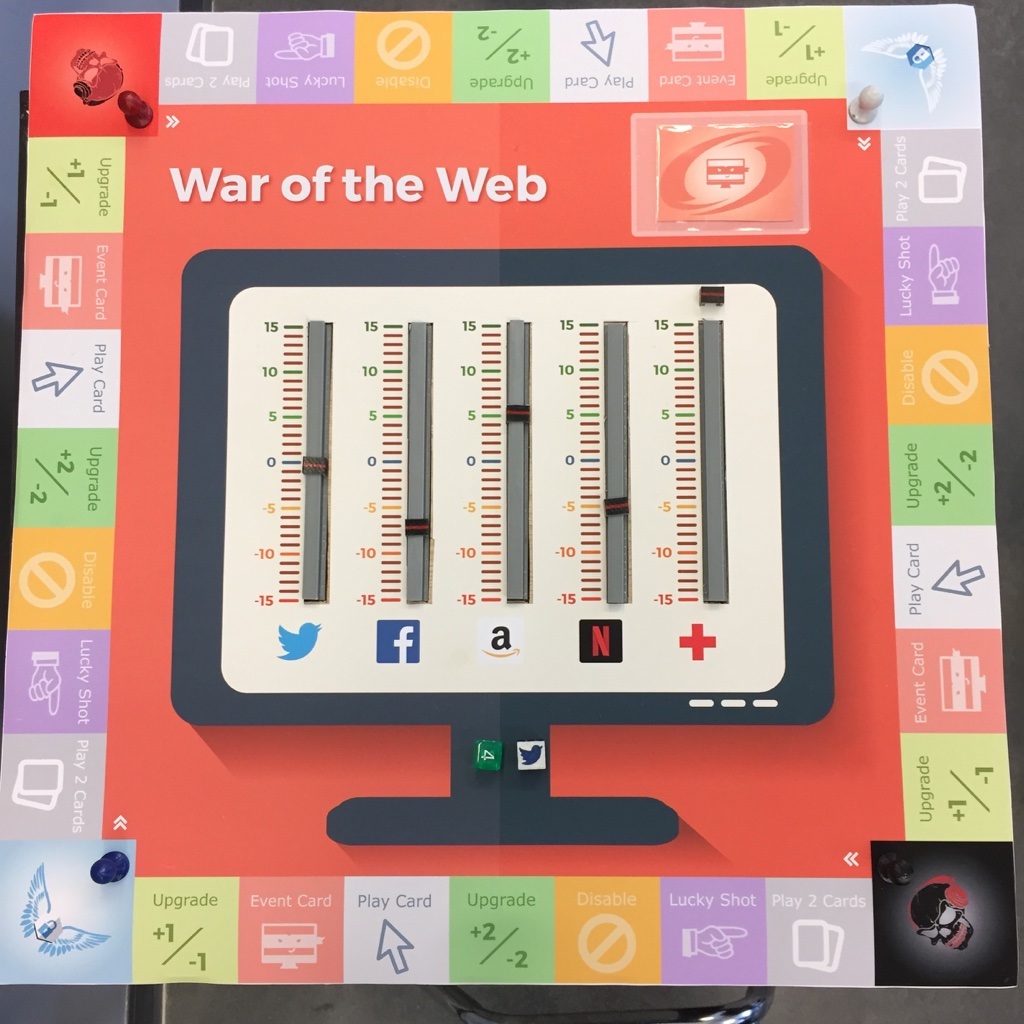 Play 2 Cards
Lucky Shot
Disable
+2/-2
Upgrade
Play Card
Event Card
+1/-1
Upgrade
War of the Web
Upgrade
+1/-1
Event Card
Play Card
Upgrade
+2/-2
Disable
Lucky Shot
Play 2 Cards
Play 2 Cards
Lucky Shot
Disable
Upgrade
+2/-2
Play Card
Event Card
Upgrade
+1/-1
15 15 15 15 15
10 10 10 10 10
5 5 5 5 5
0 0 0 0 0
-5 -5 -5 -5 -5
-10 -10 -10 -10 -10
-15 -15 -15 -15 -15
f a N
4
Upgrade Event Card Play Card Upgrade Disable Lucky Shot Play 2 Cards
+1/-1 +2/-2